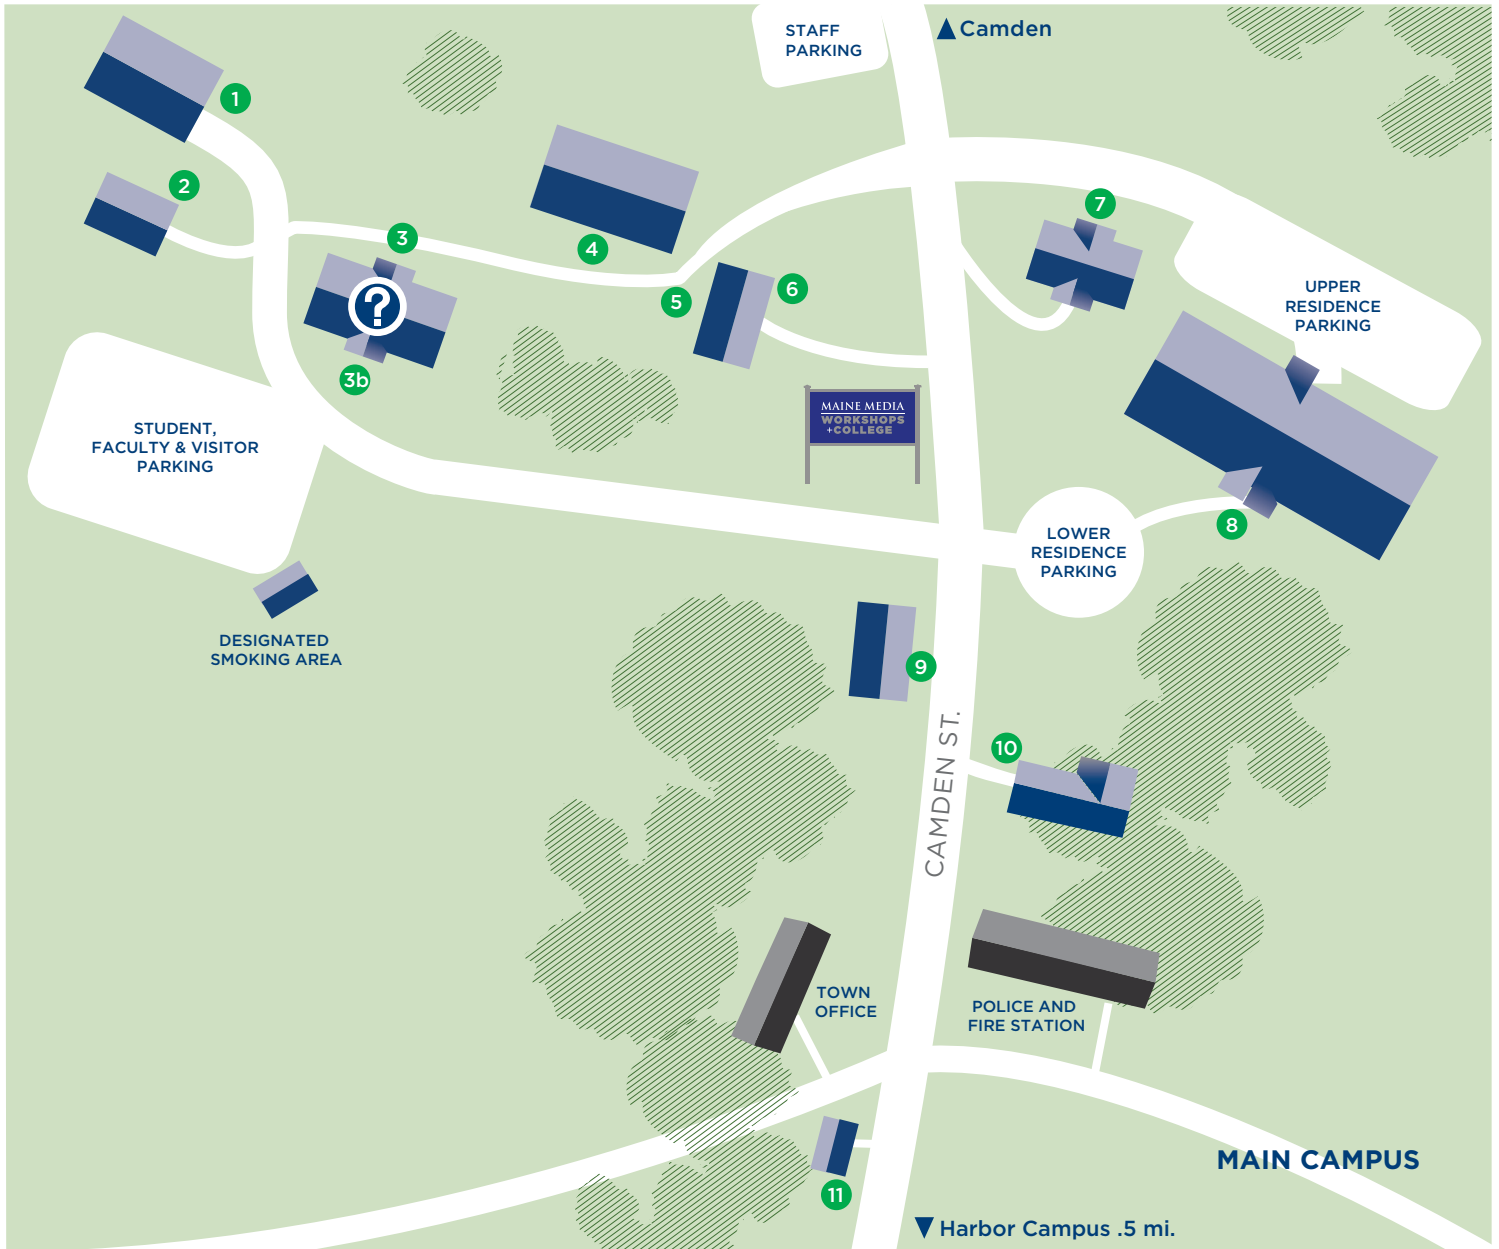 STAFF
PARKING
Camden
1
2
7
3
4
UPPER
RESIDENCE
PARKING
5
6
?
3b
MAINE MEDIA
WORKSHOPS
+COLLEGE
STUDENT,
FACULTY & VISITOR
PARKING
8
LOWER
RESIDENCE
PARKING
DESIGNATED
SMOKING AREA
9
10
CAMDEN ST.
TOWN
OFFICE
POLICE AND
FIRE STATION
MAIN CAMPUS
11
Harbor Campus .5 mi.